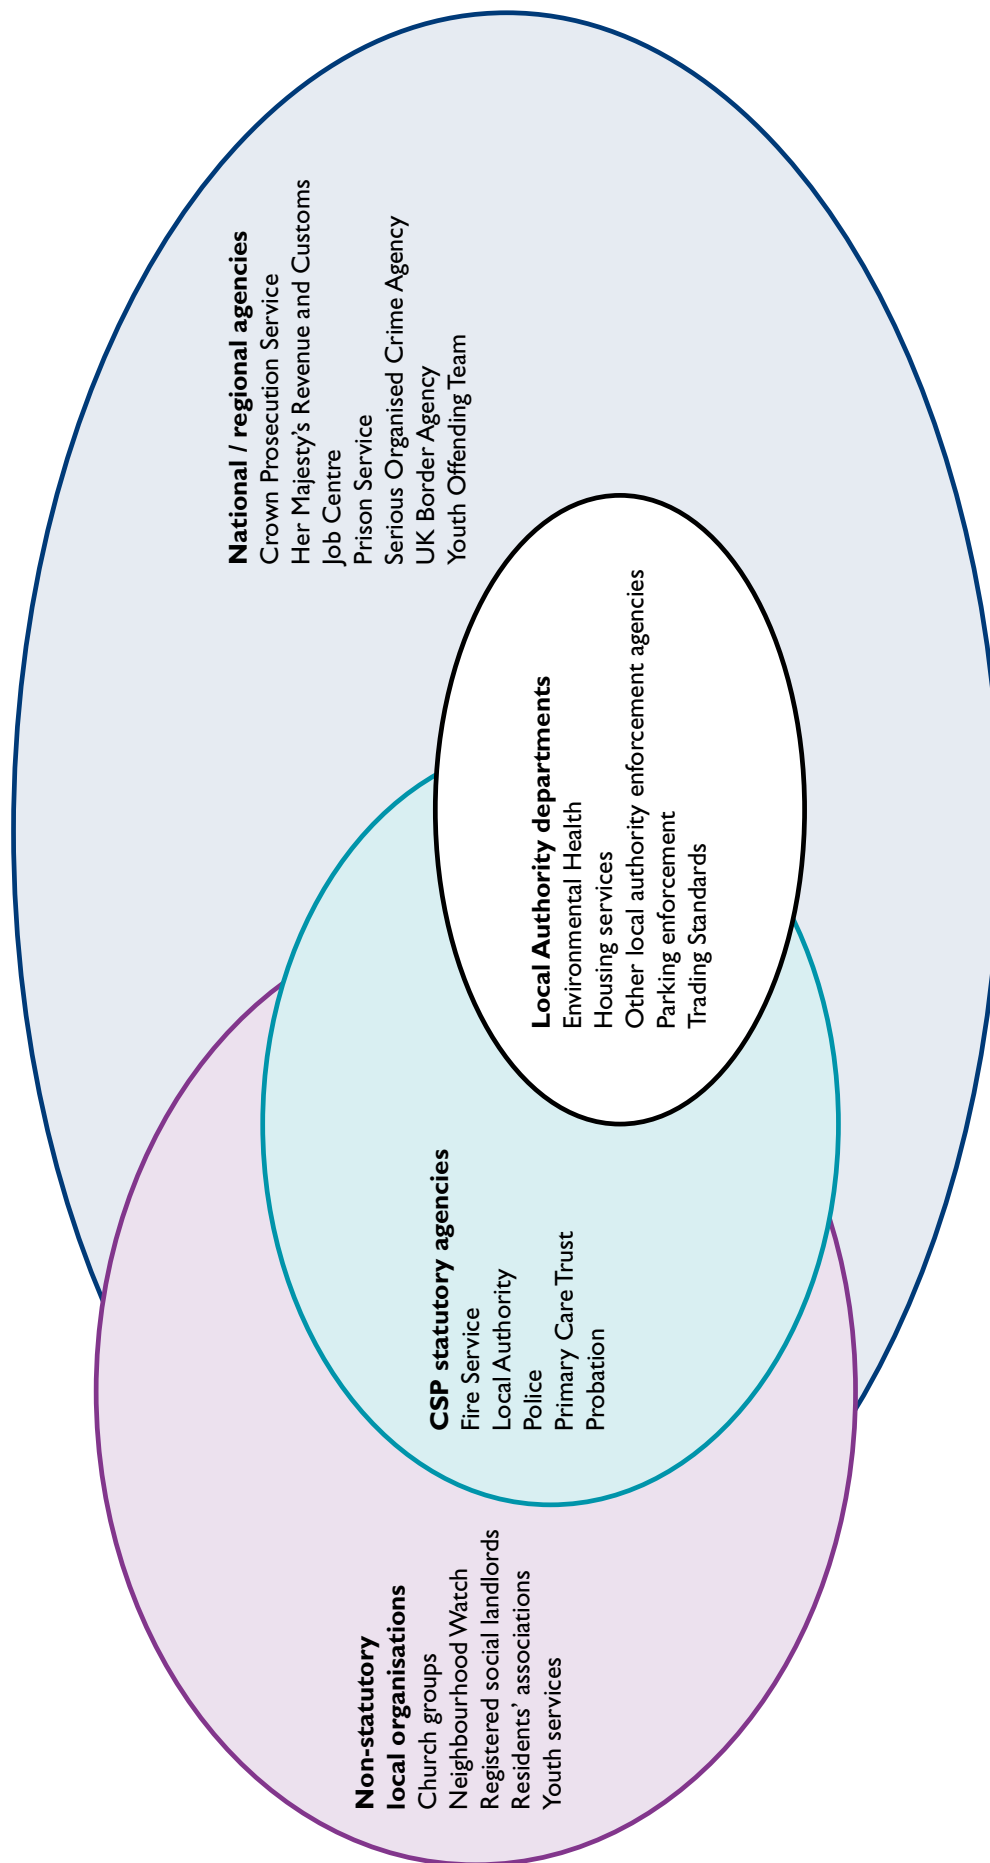 Non-statutory
local organisations
Church groups
Neighbourhood Watch
Registered social landlords
Residents’ associations
Youth services
CSP statutory agencies
Fire Service
Local Authority
Police
Primary Care Trust
Probation
Local Authority departments
Environmental Health
Housing services
Other local authority enforcement agencies
Parking enforcement
Trading Standards
National / regional agencies
Crown Prosecution Service
Her Majesty’s Revenue and Customs
Job Centre
Prison Service
Serious Organised Crime Agency
UK Border Agency
Youth Offending Team